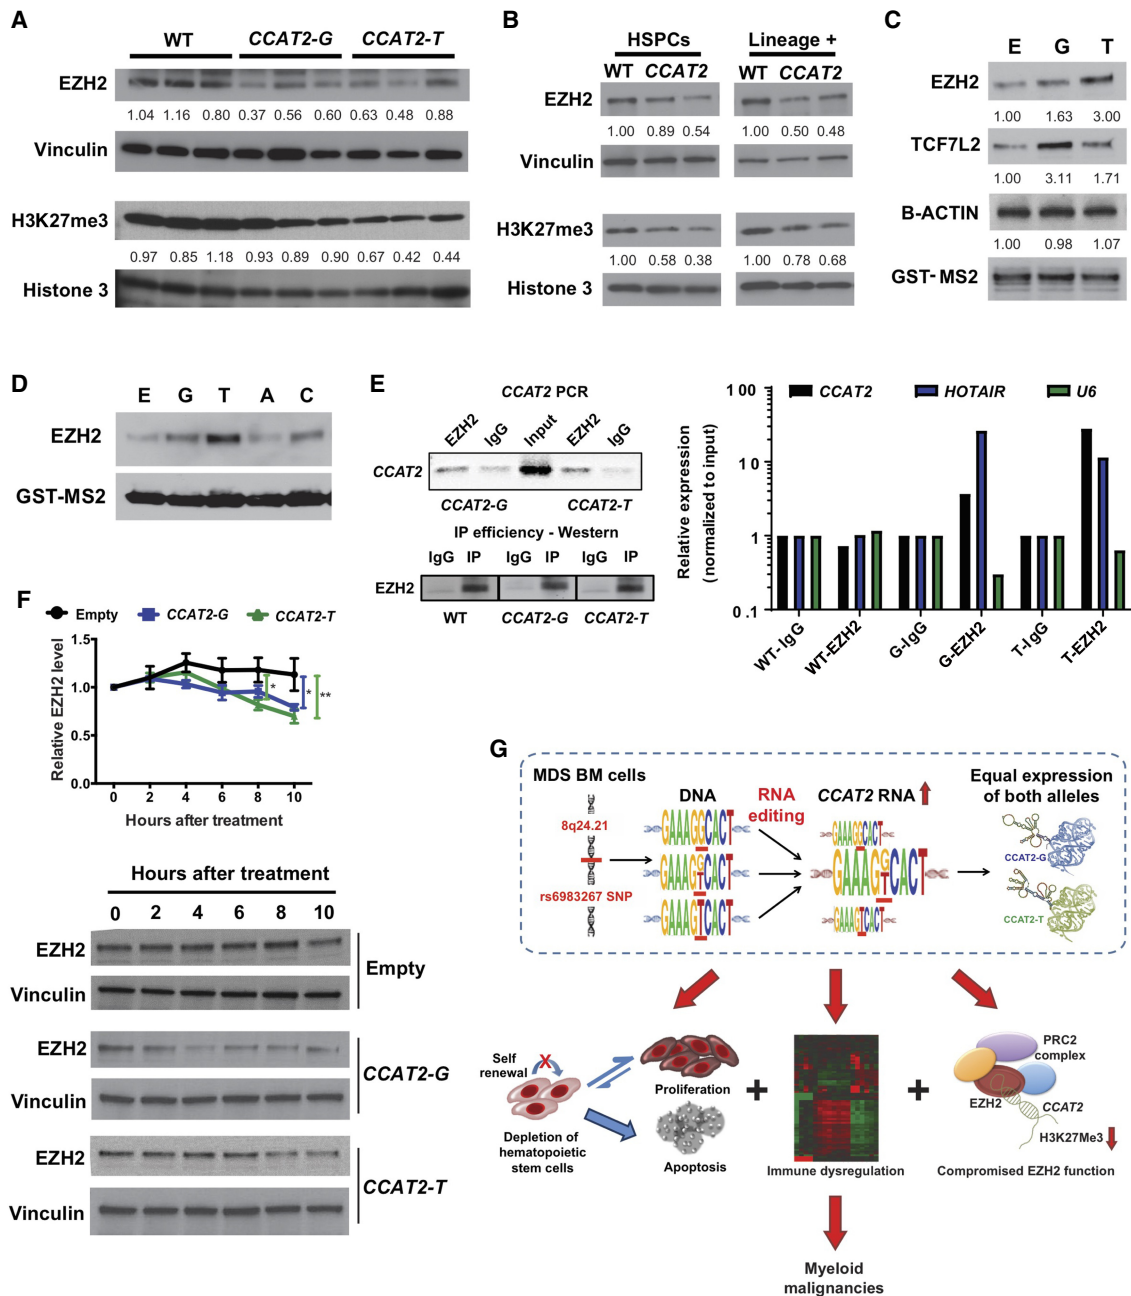 A
WT CCAT2-G CCAT2-T
EZH2
1.04 1.16 0.80 0.37 0.56 0.60 0.63 0.48 0.88
Vinculin
H3K27me3
0.97 0.85 1.18 0.93 0.89 0.90 0.67 0.42 0.44
Histone 3
B
HSPCs Lineage +
WT CCAT2 WT CCAT2
EZH2
1.00 0.89 0.54 1.00 0.50 0.48
Vinculin
H3K27me3
1.00 0.58 0.38 1.00 0.78 0.68
Histone 3
C
E G T
EZH2
1.00 1.63 3.00
TCF7L2
1.00 3.11 1.71
B-ACTIN
1.00 0.98 1.07
GST-MS2
D
E G T A C
EZH2
GST-MS2
E
CCAT2 PCR
EZH2 IgG Input EZH2 IgG
CCAT2
CCAT2-G CCAT2-T
IP efficiency - Western
IgG IP IgG IP IgG IP
EZH2
WT CCAT2-G CCAT2-T
Relative expression
(normalized to input)
100
10
1
0.1
CCAT2 HOTAIR U6
WT-IgG WT-EZH2 G-IgG G-EZH2 T-IgG T-EZH2
F
Empty CCAT2-G CCAT2-T
Relative EZH2 level
1.5
1.0
0.5
0.0
* * **
0 2 4 6 8 10
Hours after treatment
Hours after treatment
0 2 4 6 8 10
EZH2
Vinculin
Empty
EZH2
Vinculin
CCAT2-G
EZH2
Vinculin
CCAT2-T
G
MDS BM cells
8q24.21
rs6983267 SNP
DNA
GAAAGGCACT
GAAAGGTCACT
GAAAGTCACT
RNA
editing
CCAT2 RNA
GAAAGGCACT
GAAAGGTCACT
GAAAGTCACT
Equal expression
of both alleles
CCAT2-G
CCAT2-T
Self
renewal
X
Depletion of
hematopoietic
stem cells
Proliferation
Apoptosis
+
Immune dysregulation
+
PRC2
complex
EZH2
CCAT2
H3K27Me3
Compromised EZH2 function
Myeloid
malignancies